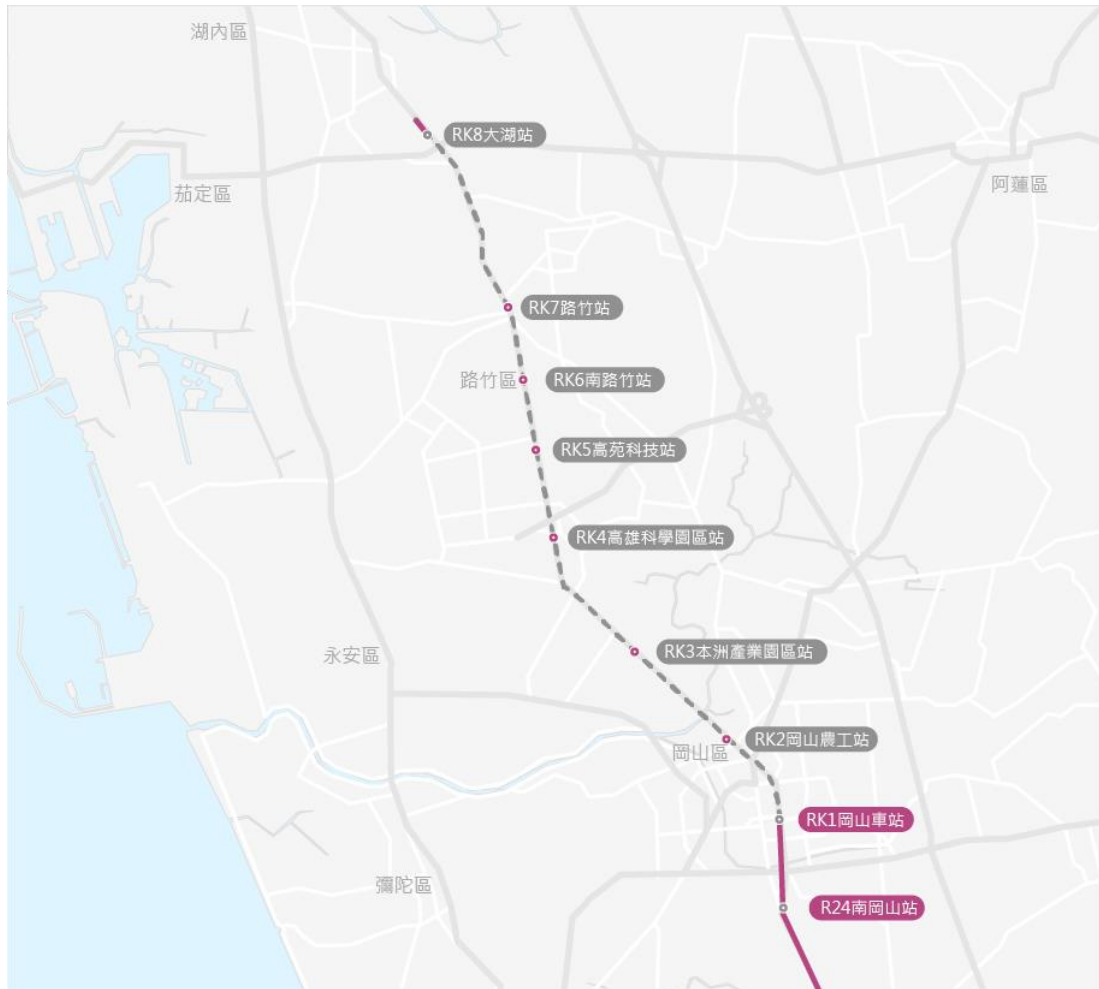 湖內區
RK8大湖站
茄定區
阿蓮區
RK7路竹站
路竹區
RK6南路竹站
RK5高苑科技站
RK4高雄科學園區站
永安區
RK3本洲產業園區站
岡山區
RK2岡山農工站
RK1岡山車站
彌陀區
R24南岡山站